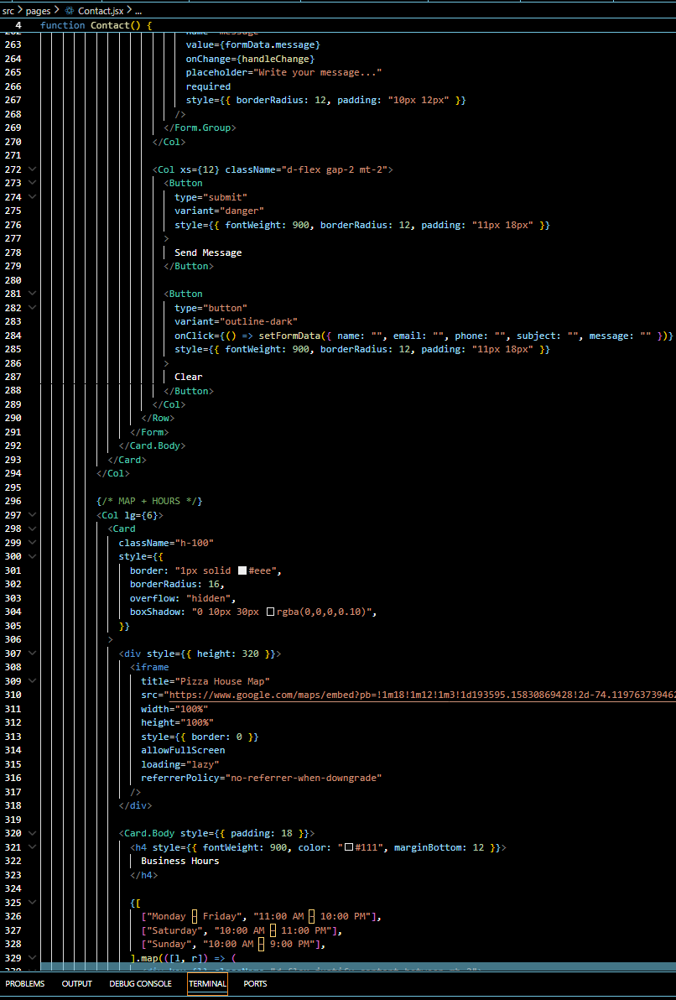 src > pages > Contact.jsx > ...
4 function Contact() {
263 value={formData.message}
264 onChange={handleChange}
265 placeholder="Write your message..."
266 required
267 style={{ borderRadius: 12, padding: "10px 12px" }}
268 />
269 </Form.Group>
270 </Col>
271
272 <Col xs={12} className="d-flex gap-2 mt-2">
273 <Button
274 type="submit"
275 variant="danger"
276 style={{ fontWeight: 900, borderRadius: 12, padding: "11px 18px" }}
277 >
278 Send Message
279 </Button>
280
281 <Button
282 type="button"
283 variant="outline-dark"
284 onClick={() => setFormData({ name: "", email: "", phone: "", subject: "", message: "" })}
285 style={{ fontWeight: 900, borderRadius: 12, padding: "11px 18px" }}
286 >
287 Clear
288 </Button>
289 </Col>
290 </Row>
291 </Form>
292 </Card.Body>
293 </Card>
294 </Col>
295
296 {/* MAP + HOURS */}
297 <Col lg={6}>
298 <Card
299 className="h-100"
300 style={{
301 border: "1px solid #eee",
302 borderRadius: 16,
303 overflow: "hidden",
304 boxShadow: "0 10px 30px rgba(0,0,0,0.10)",
305 }}
306 >
307 <div style={{ height: 320 }}>
308 <iframe
309 title="Pizza House Map"
310 src="https://www.google.com/maps/embed?pb=!1m18!1m12!1m3!1d193595.15830869428!2d-74.11976373946
311 width="100%"
312 height="100%"
313 style={{ border: 0 }}
314 allowFullScreen
315 loading="lazy"
316 referrerPolicy="no-referrer-when-downgrade"
317 />
318 </div>
319
320 <Card.Body style={{ padding: 18 }}>
321 <h4 style={{ fontWeight: 900, color: "#111", marginBottom: 12 }}>
322 Business Hours
323 </h4>
324
325 {[
326 ["Monday – Friday", "11:00 AM – 10:00 PM"],
327 ["Saturday", "10:00 AM – 11:00 PM"],
328 ["Sunday", "10:00 AM – 9:00 PM"],
329 ].map(([l, r]) => (
PROBLEMS OUTPUT DEBUG CONSOLE TERMINAL PORTS